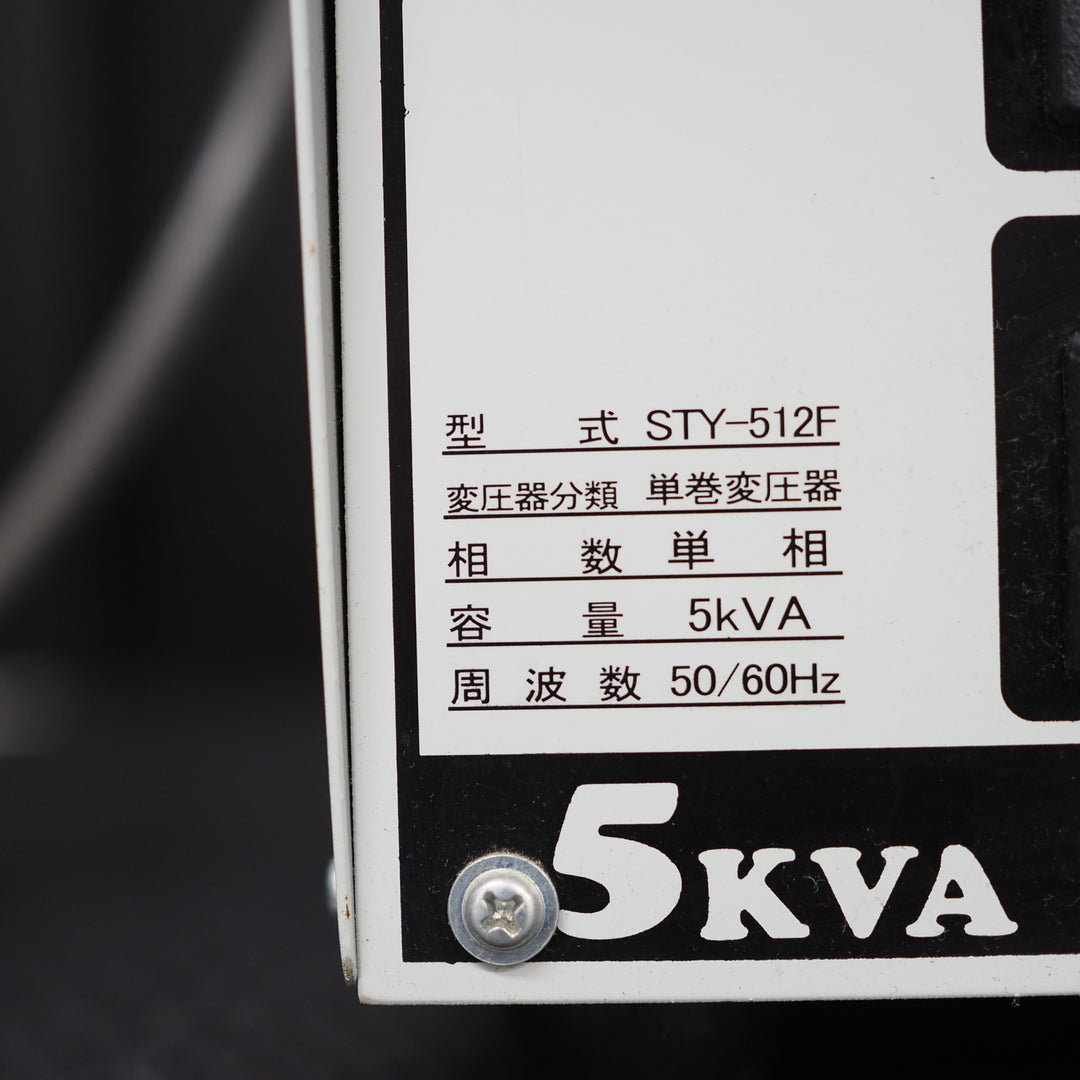 型式 STY-512F
変圧器分類 単巻変圧器
相数 単相
容量 5kVA
周波数 50/60Hz
5KVA